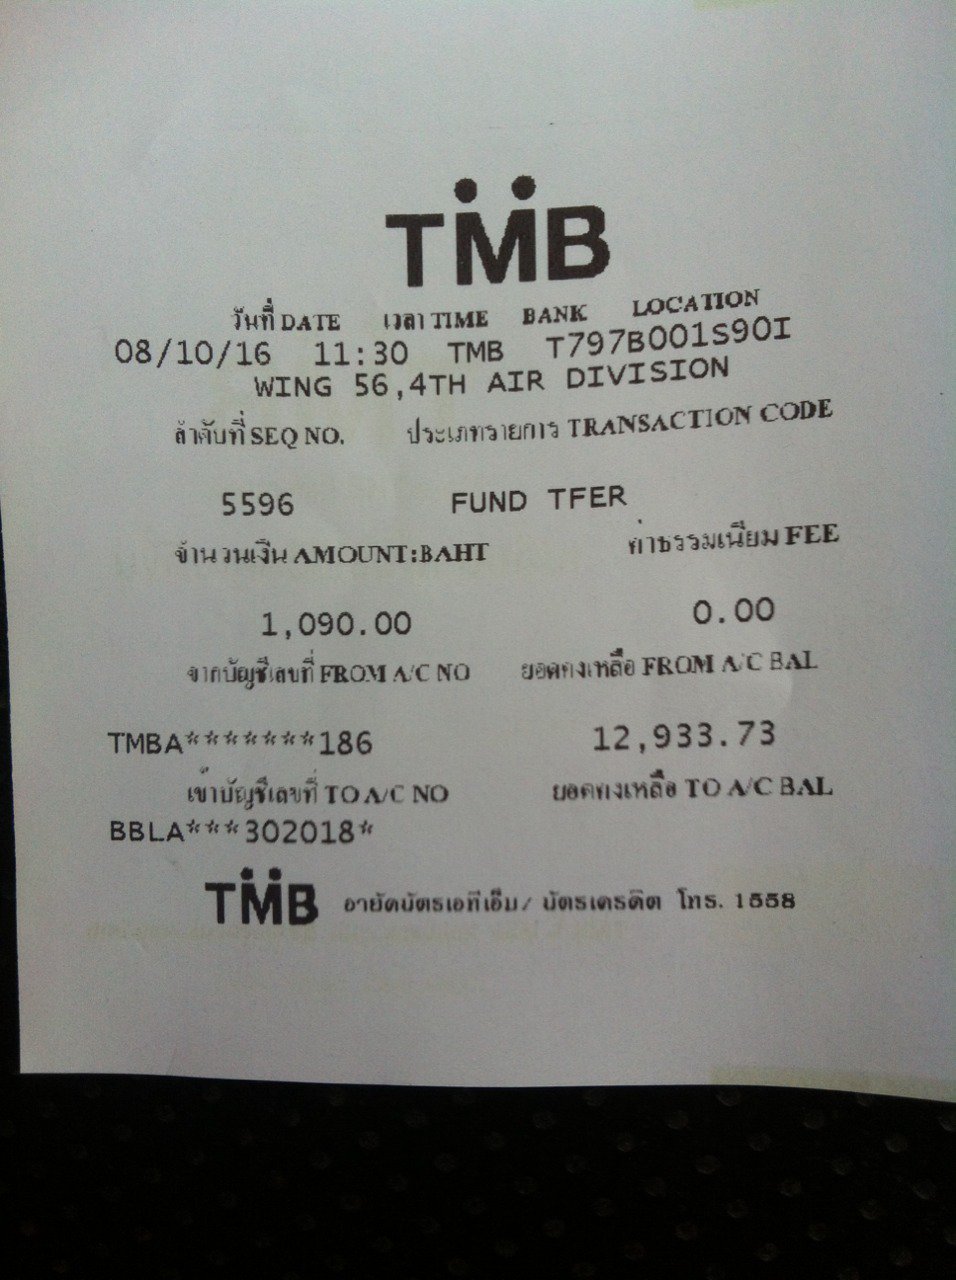 TMB
วันที่ DATE เวลา TIME BANK LOCATION
08/10/16 11:30 TMB T797B001S90I
WING 56,4TH AIR DIVISION
ลำดับที่ SEQ NO. ประเภทรายการ TRANSACTION CODE
5596 FUND TFER
จำนวนเงิน AMOUNT:BAHT ค่าธรรมเนียม FEE
1,090.00 0.00
จากบัญชีเลขที่ FROM A/C NO ยอดคงเหลือ FROM A/C BAL
TMBA*******186 12,933.73
เข้าบัญชีเลขที่ TO A/C NO ยอดคงเหลือ TO A/C BAL
BBLA***302018*
TMB อายัดบัตรเอทีเอ็ม/ บัตรเครดิต โทร. 1558